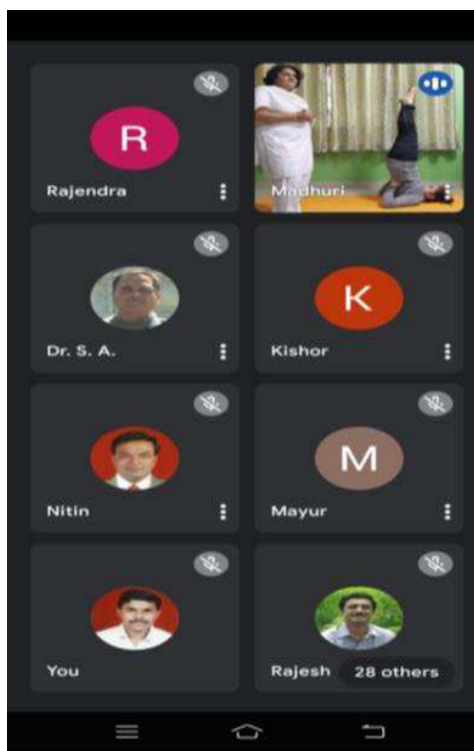 R
Rajendra
Madhuri
Dr. S. A.
K
Kishor
Nitin
M
Mayur
You
Rajesh
28 others